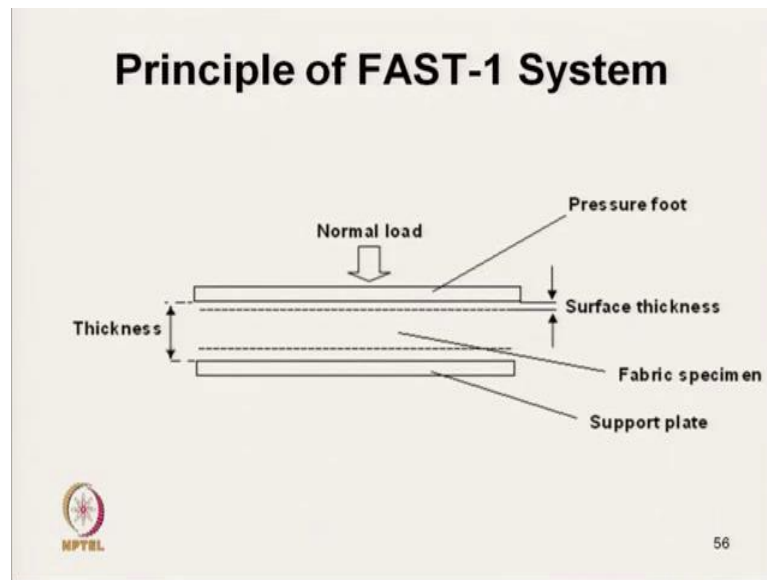 Principle of FAST-1 System
Pressure foot
Normal load
Surface thickness
Thickness
Fabric specimen
Support plate
NPTEL
56